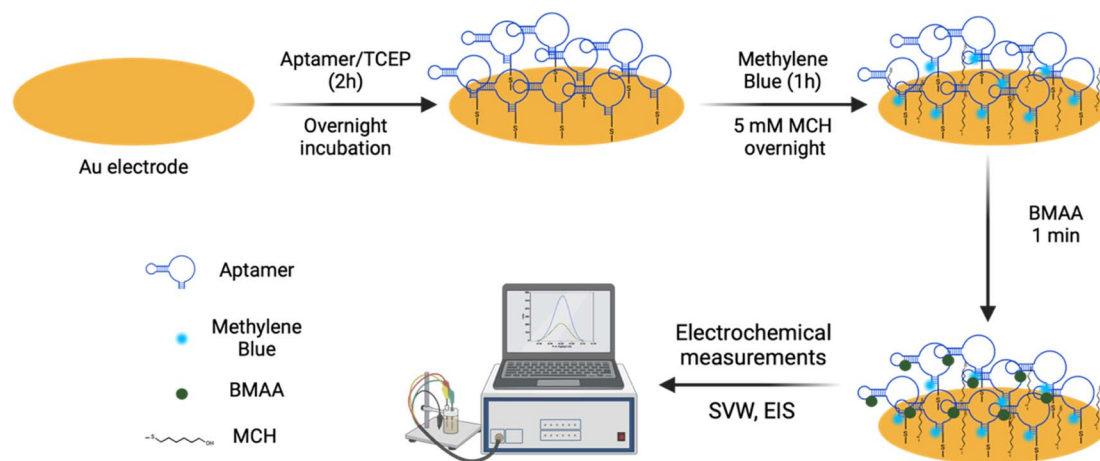 Aptamer/TCEP
(2h)
Overnight
incubation
Au electrode
Methylene
Blue (1h)
5 mM MCH
overnight
BMAA
1 min
Aptamer
Methylene
Blue
BMAA
MCH
Electrochemical
measurements
SVW, EIS